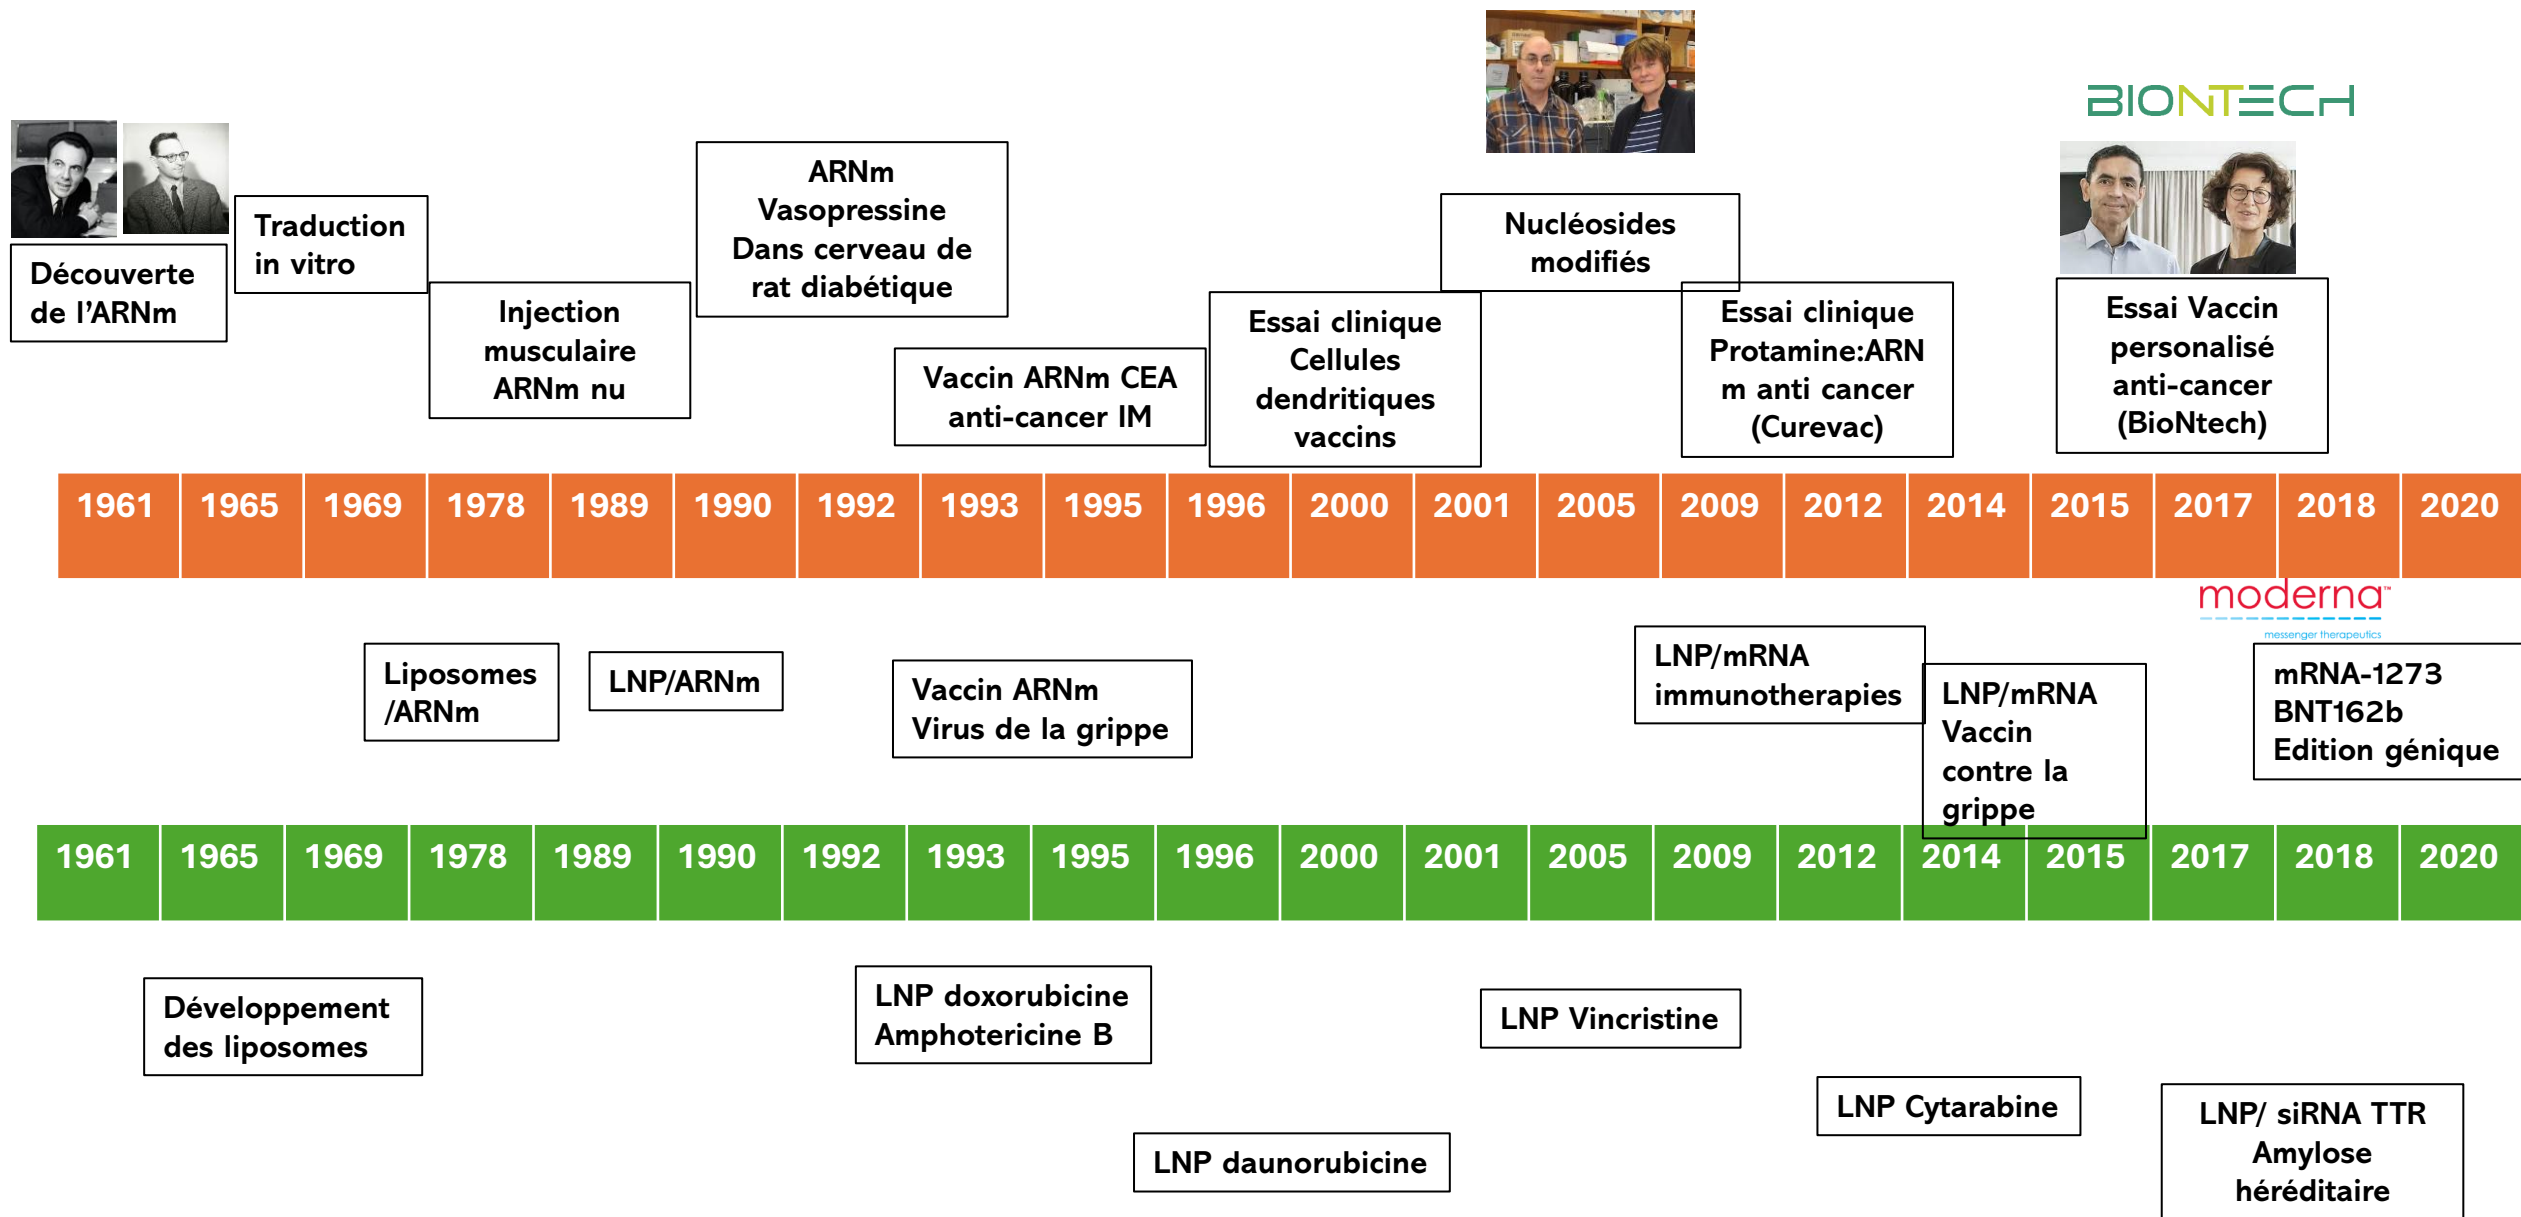 BIONTECH
Découverte
de l'ARNm
Traduction
in vitro
Injection
musculaire
ARNm nu
ARNm
Vasopressine
Dans cerveau de
rat diabétique
Vaccin ARNm CEA
anti-cancer IM
Essai clinique
Cellules
dendritiques
vaccins
Nucléosides
modifiés
Essai clinique
Protamine:ARN
m anti cancer
(Curevac)
Essai Vaccin
personalisé
anti-cancer
(BioNtech)
1961 1965 1969 1978 1989 1990 1992 1993 1995 1996 2000 2001 2005 2009 2012 2014 2015 2017 2018 2020
moderna™
messenger therapeutics
Liposomes
/ARNm
LNP/ARNm
Vaccin ARNm
Virus de la grippe
LNP/mRNA
immunotherapies
LNP/mRNA
Vaccin
contre la
grippe
mRNA-1273
BNT162b
Edition génique
1961 1965 1969 1978 1989 1990 1992 1993 1995 1996 2000 2001 2005 2009 2012 2014 2015 2017 2018 2020
Développement
des liposomes
LNP doxorubicine
Amphotericine B
LNP daunorubicine
LNP Vincristine
LNP Cytarabine
LNP/ siRNA TTR
Amylose
héréditaire